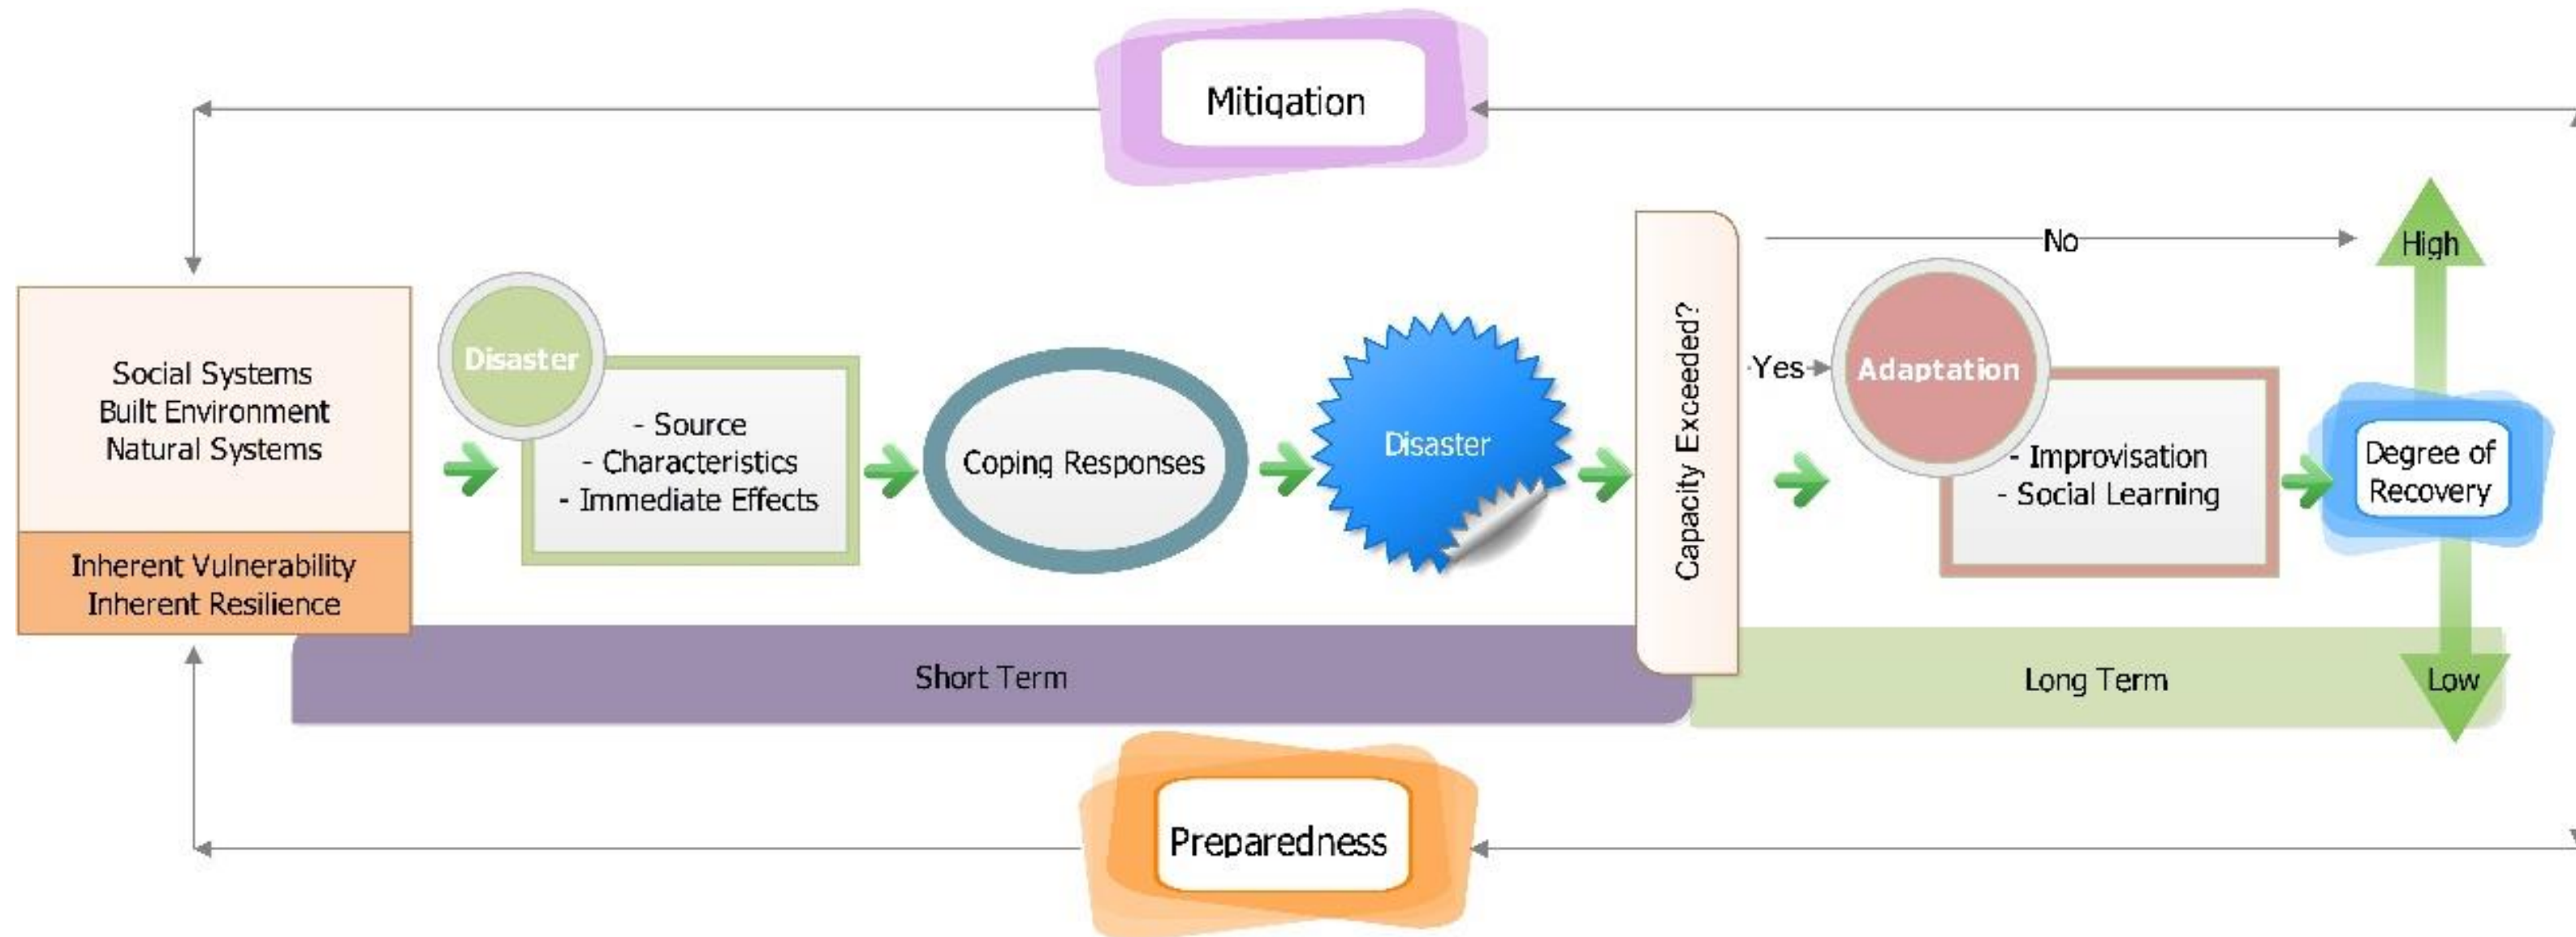 Mitigation
No
High
Disaster
Yes
Adaptation
Social Systems
Built Environment
Natural Systems
- Source
- Characteristics
- Immediate Effects
Coping Responses
Disaster
Capacity Exceeded?
- Improvisation
- Social Learning
Degree of
Recovery
Inherent Vulnerability
Inherent Resilience
Short Term
Long Term
Low
Preparedness